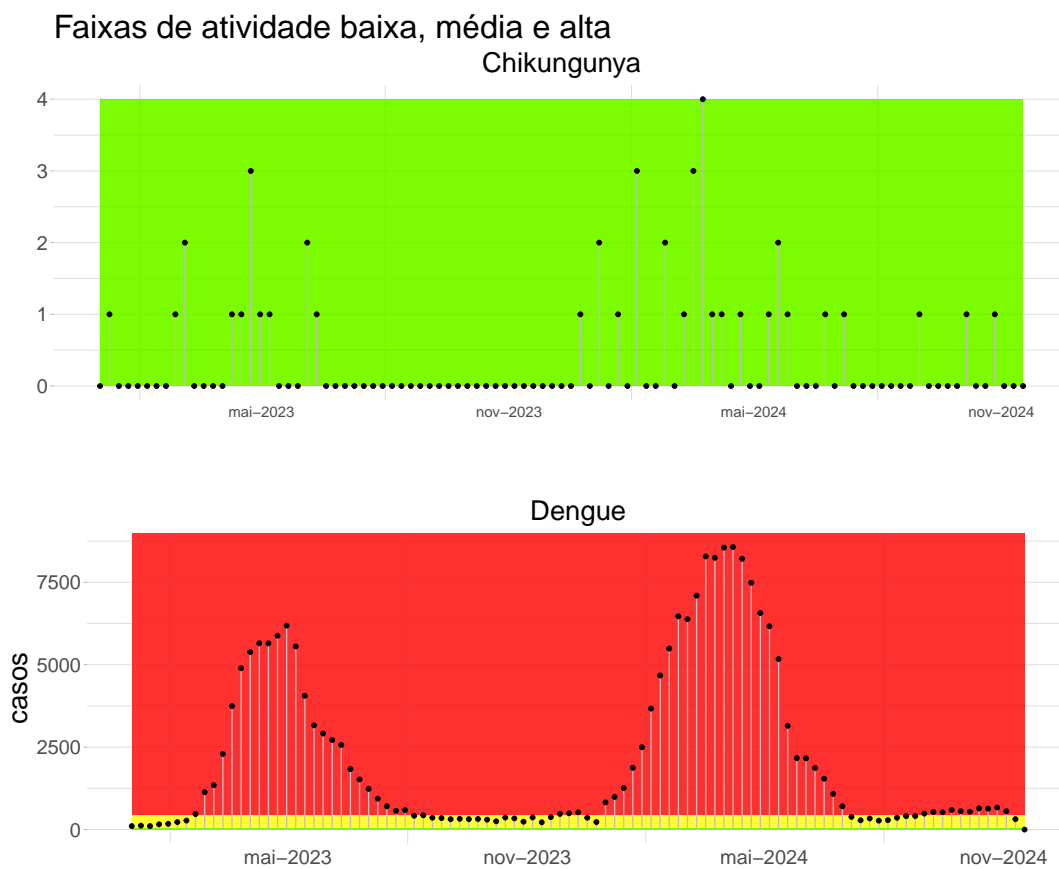 Faixas de atividade baixa, média e alta
Chikungunya
4
3
2
1
0
mai−2023 nov−2023 mai−2024 nov−2024
Dengue
casos
7500
5000
2500
0
mai−2023 nov−2023 mai−2024 nov−2024